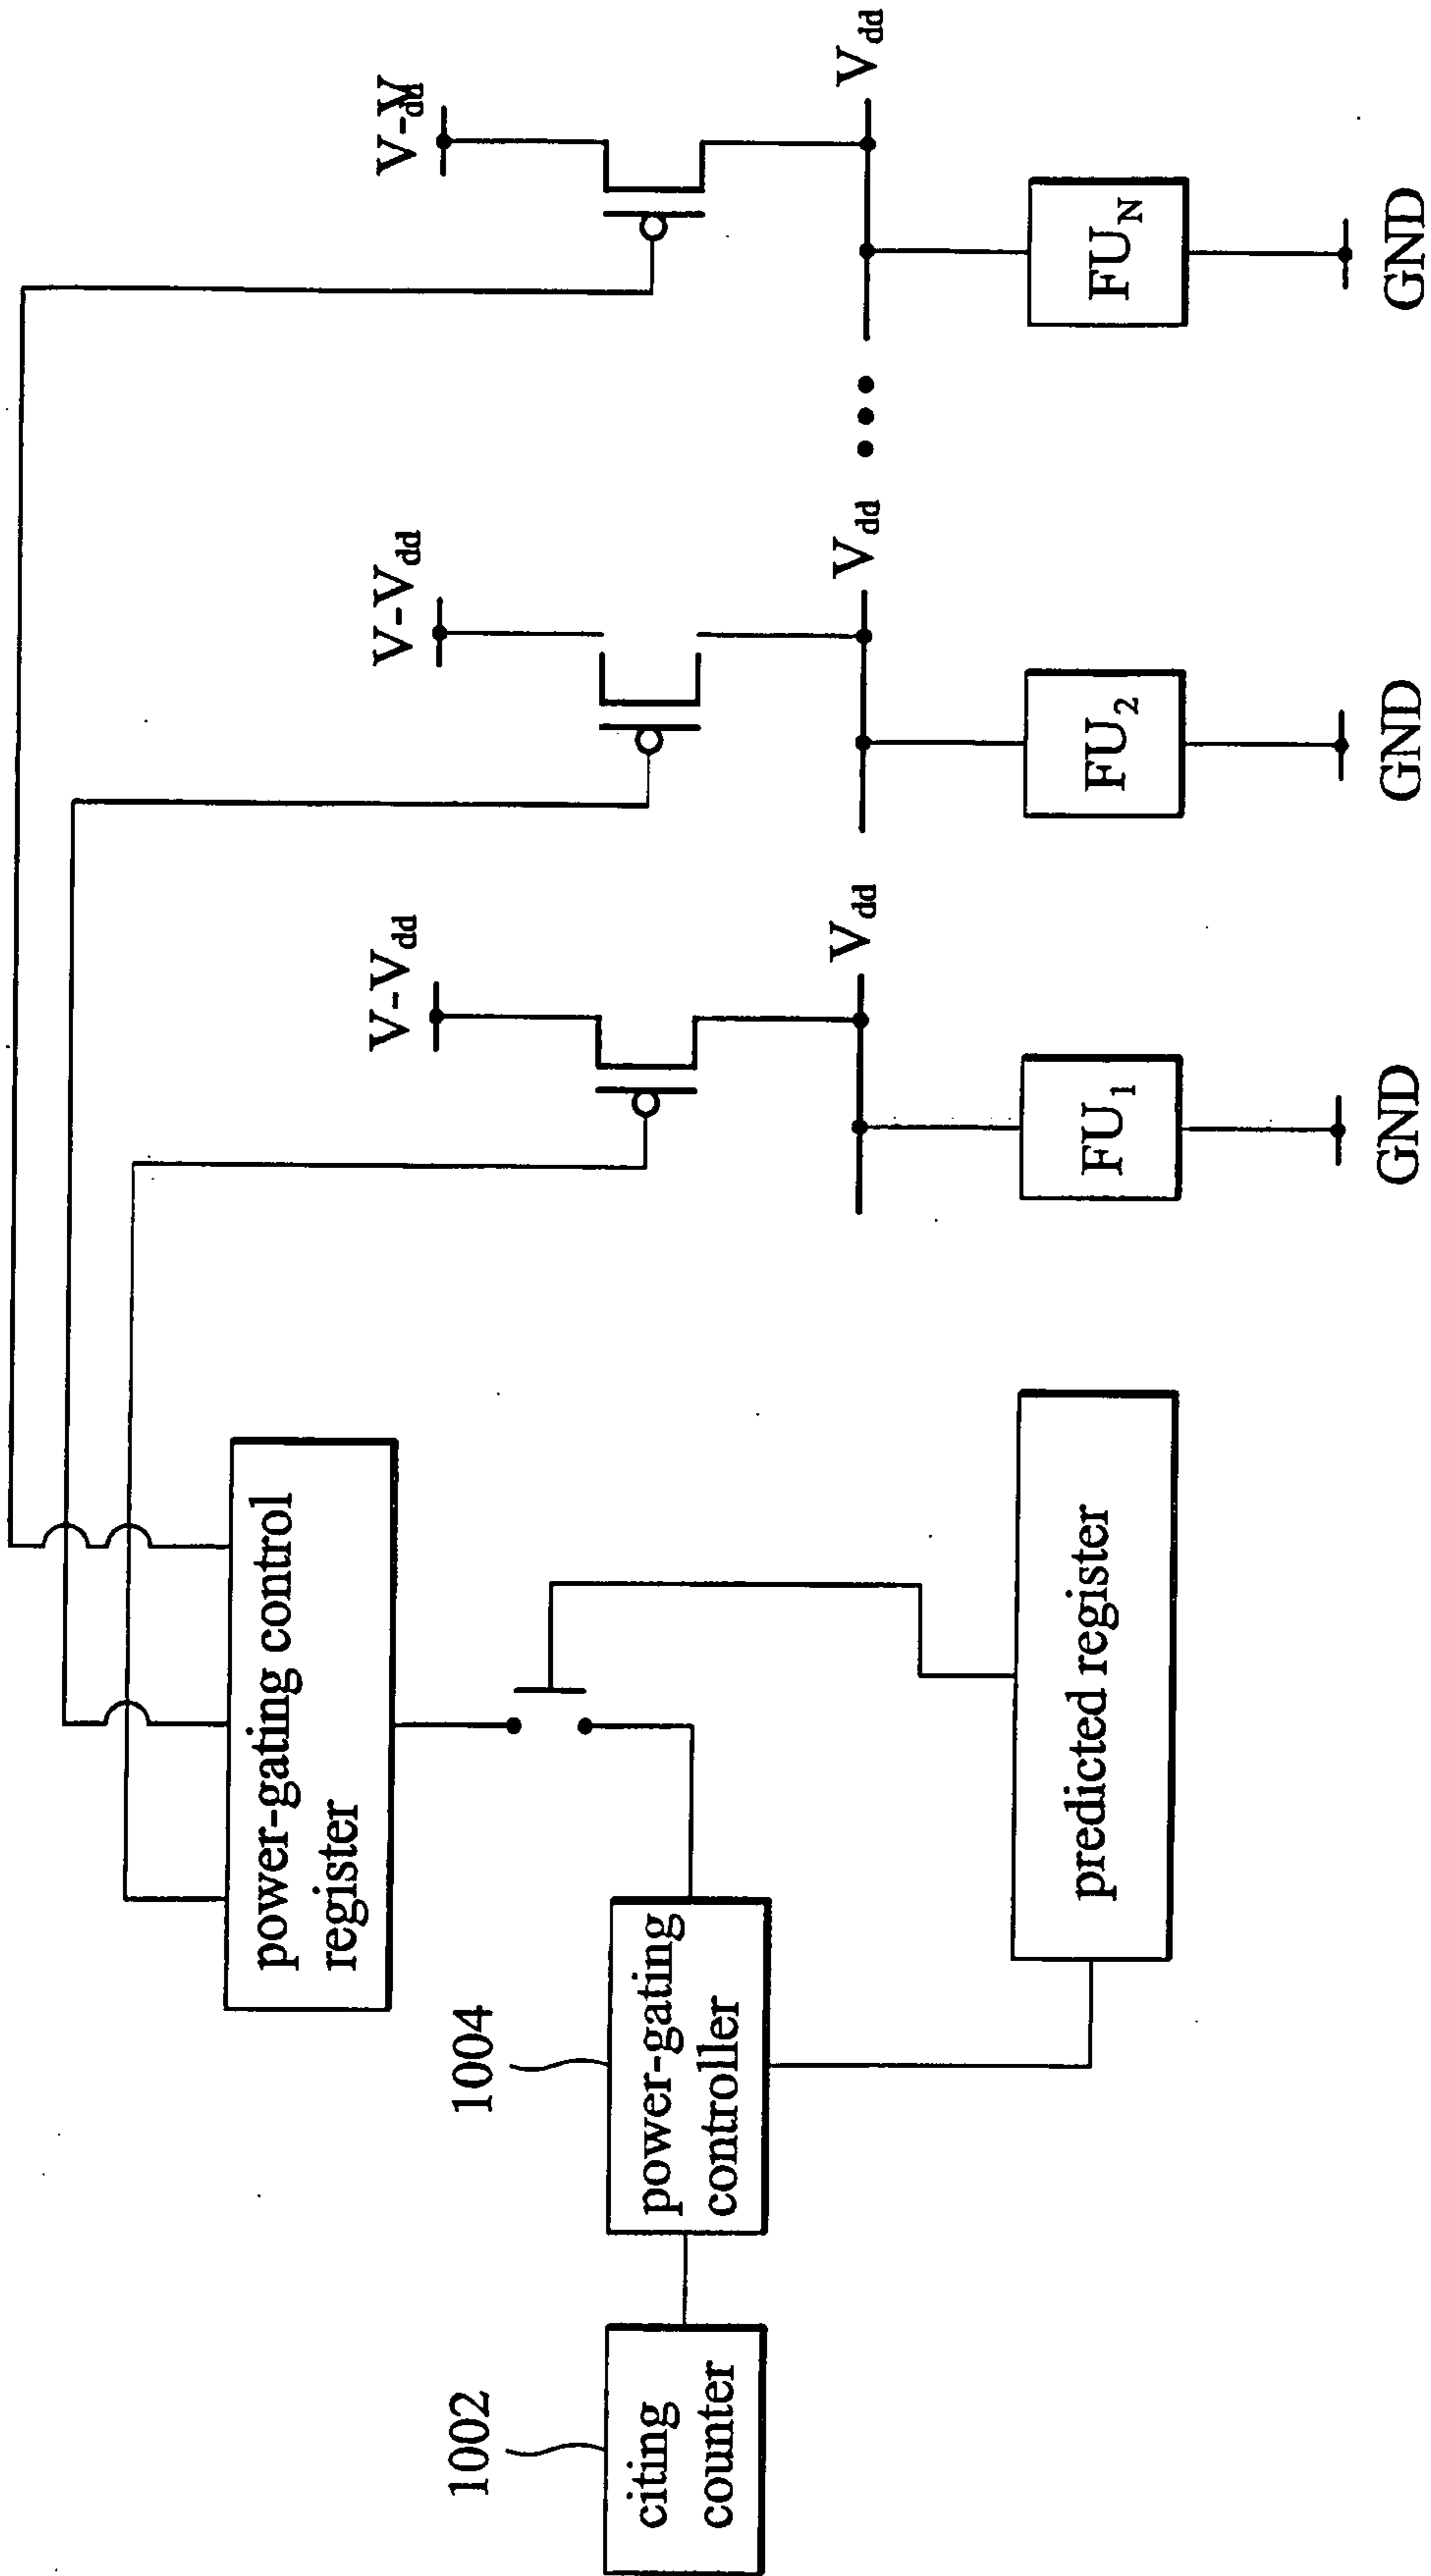 power-gating control
register
1002
citing
counter
1004
power-gating
controller
predicted register
V-Vdd
Vdd
FU1
GND
V-Vdd
Vdd
FU2
GND
V-Vdd
Vdd
FUN
GND